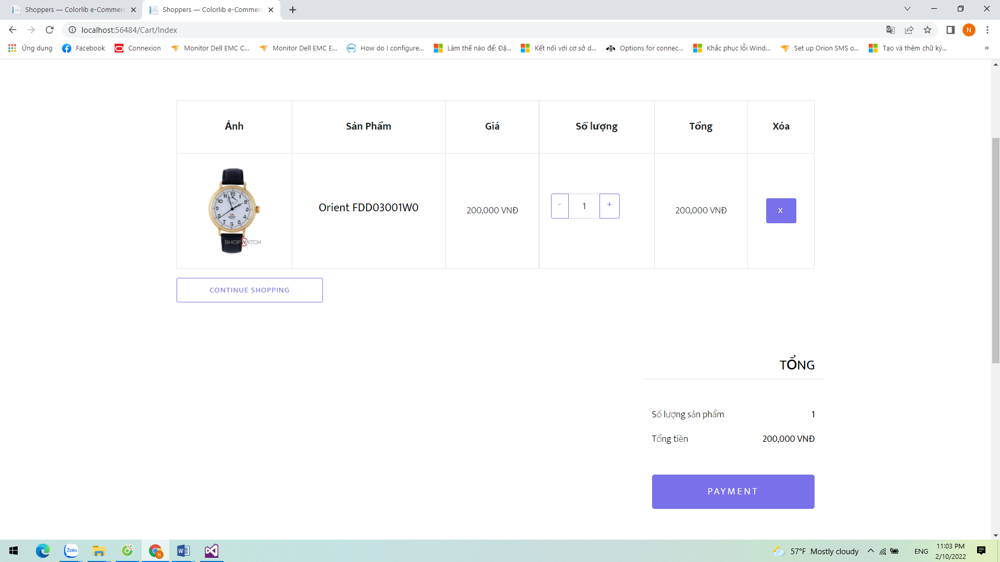 Shoppers — Colorlib e-Commerc
Shoppers — Colorlib e-Commerc
localhost:56484/Cart/Index
N
Ứng dụng
Facebook
Connexion
Monitor Dell EMC C...
Monitor Dell EMC E...
How do I configure...
Làm thế nào để: Đặ...
Kết nối với cơ sở d...
Options for connec...
Khắc phục lỗi Wind...
Set up Orion SMS o...
Tạo và thêm chữ ký...
»
Ảnh
Sản Phẩm
Giá
Số lượng
Tổng
Xóa
SHOPWATCH
Orient FDD03001W0
200,000 VNĐ
-
1
+
200,000 VNĐ
X
CONTINUE SHOPPING
TỔNG
Số lượng sản phẩm
1
Tổng tiền
200,000 VNĐ
PAYMENT
Zalo
N
57°F Mostly cloudy
ENG
11:03 PM
2/10/2022